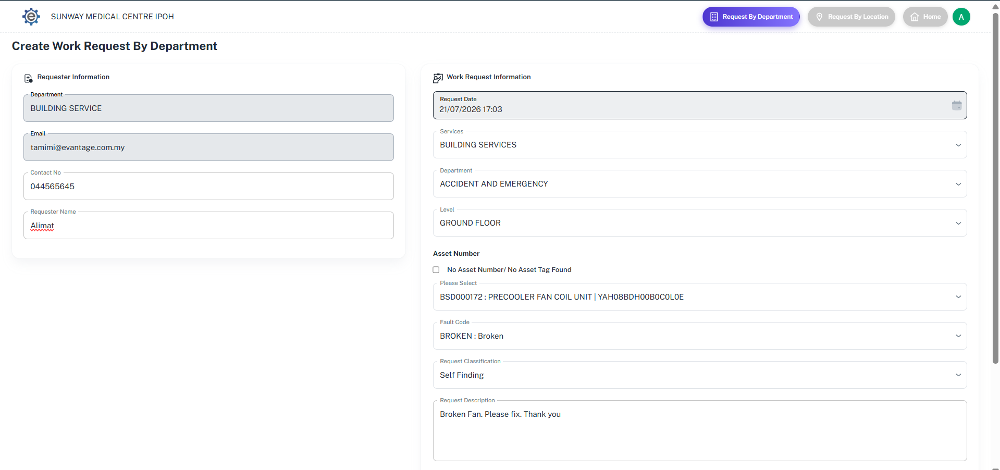 SUNWAY MEDICAL CENTRE IPOH
Request By Department
Request By Location
Home
A
Create Work Request By Department
Requester Information
Department
BUILDING SERVICE
Email
tamimi@evantage.com.my
Contact No
044565645
Requester Name
Alimat
Work Request Information
Request Date
21/07/2026 17:03
Services
BUILDING SERVICES
Department
ACCIDENT AND EMERGENCY
Level
GROUND FLOOR
Asset Number
No Asset Number/ No Asset Tag Found
Please Select
BSD000172 : PRECOOLER FAN COIL UNIT | YAH08BDH00B0C0L0E
Fault Code
BROKEN : Broken
Request Classification
Self Finding
Request Description
Broken Fan. Please fix. Thank you